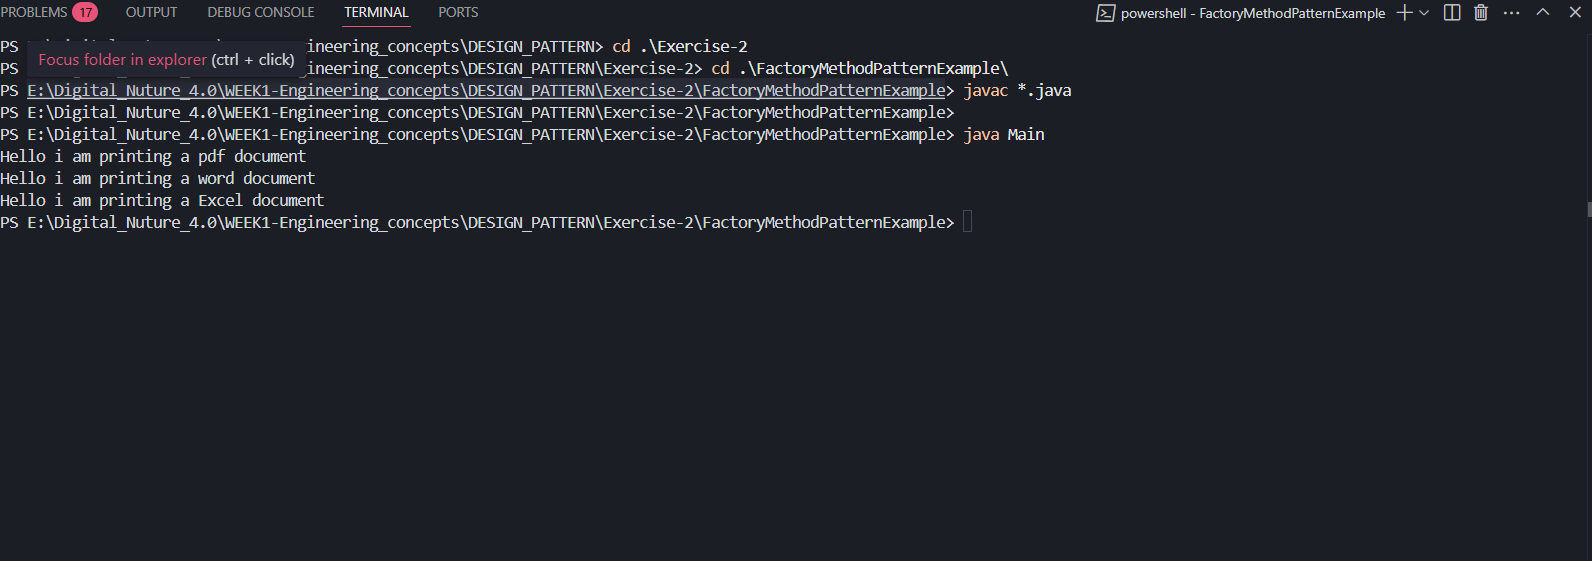 PROBLEMS 17 OUTPUT DEBUG CONSOLE TERMINAL PORTS powershell - FactoryMethodPatternExample
PS ineering_concepts\DESIGN_PATTERN> cd .\Exercise-2
Focus folder in explorer (ctrl + click)
PS ineering_concepts\DESIGN_PATTERN\Exercise-2> cd .\FactoryMethodPatternExample\
PS E:\Digital_Nuture_4.0\WEEK1-Engineering_concepts\DESIGN_PATTERN\Exercise-2\FactoryMethodPatternExample> javac *.java
PS E:\Digital_Nuture_4.0\WEEK1-Engineering_concepts\DESIGN_PATTERN\Exercise-2\FactoryMethodPatternExample>
PS E:\Digital_Nuture_4.0\WEEK1-Engineering_concepts\DESIGN_PATTERN\Exercise-2\FactoryMethodPatternExample> java Main
Hello i am printing a pdf document
Hello i am printing a word document
Hello i am printing a Excel document
PS E:\Digital_Nuture_4.0\WEEK1-Engineering_concepts\DESIGN_PATTERN\Exercise-2\FactoryMethodPatternExample>